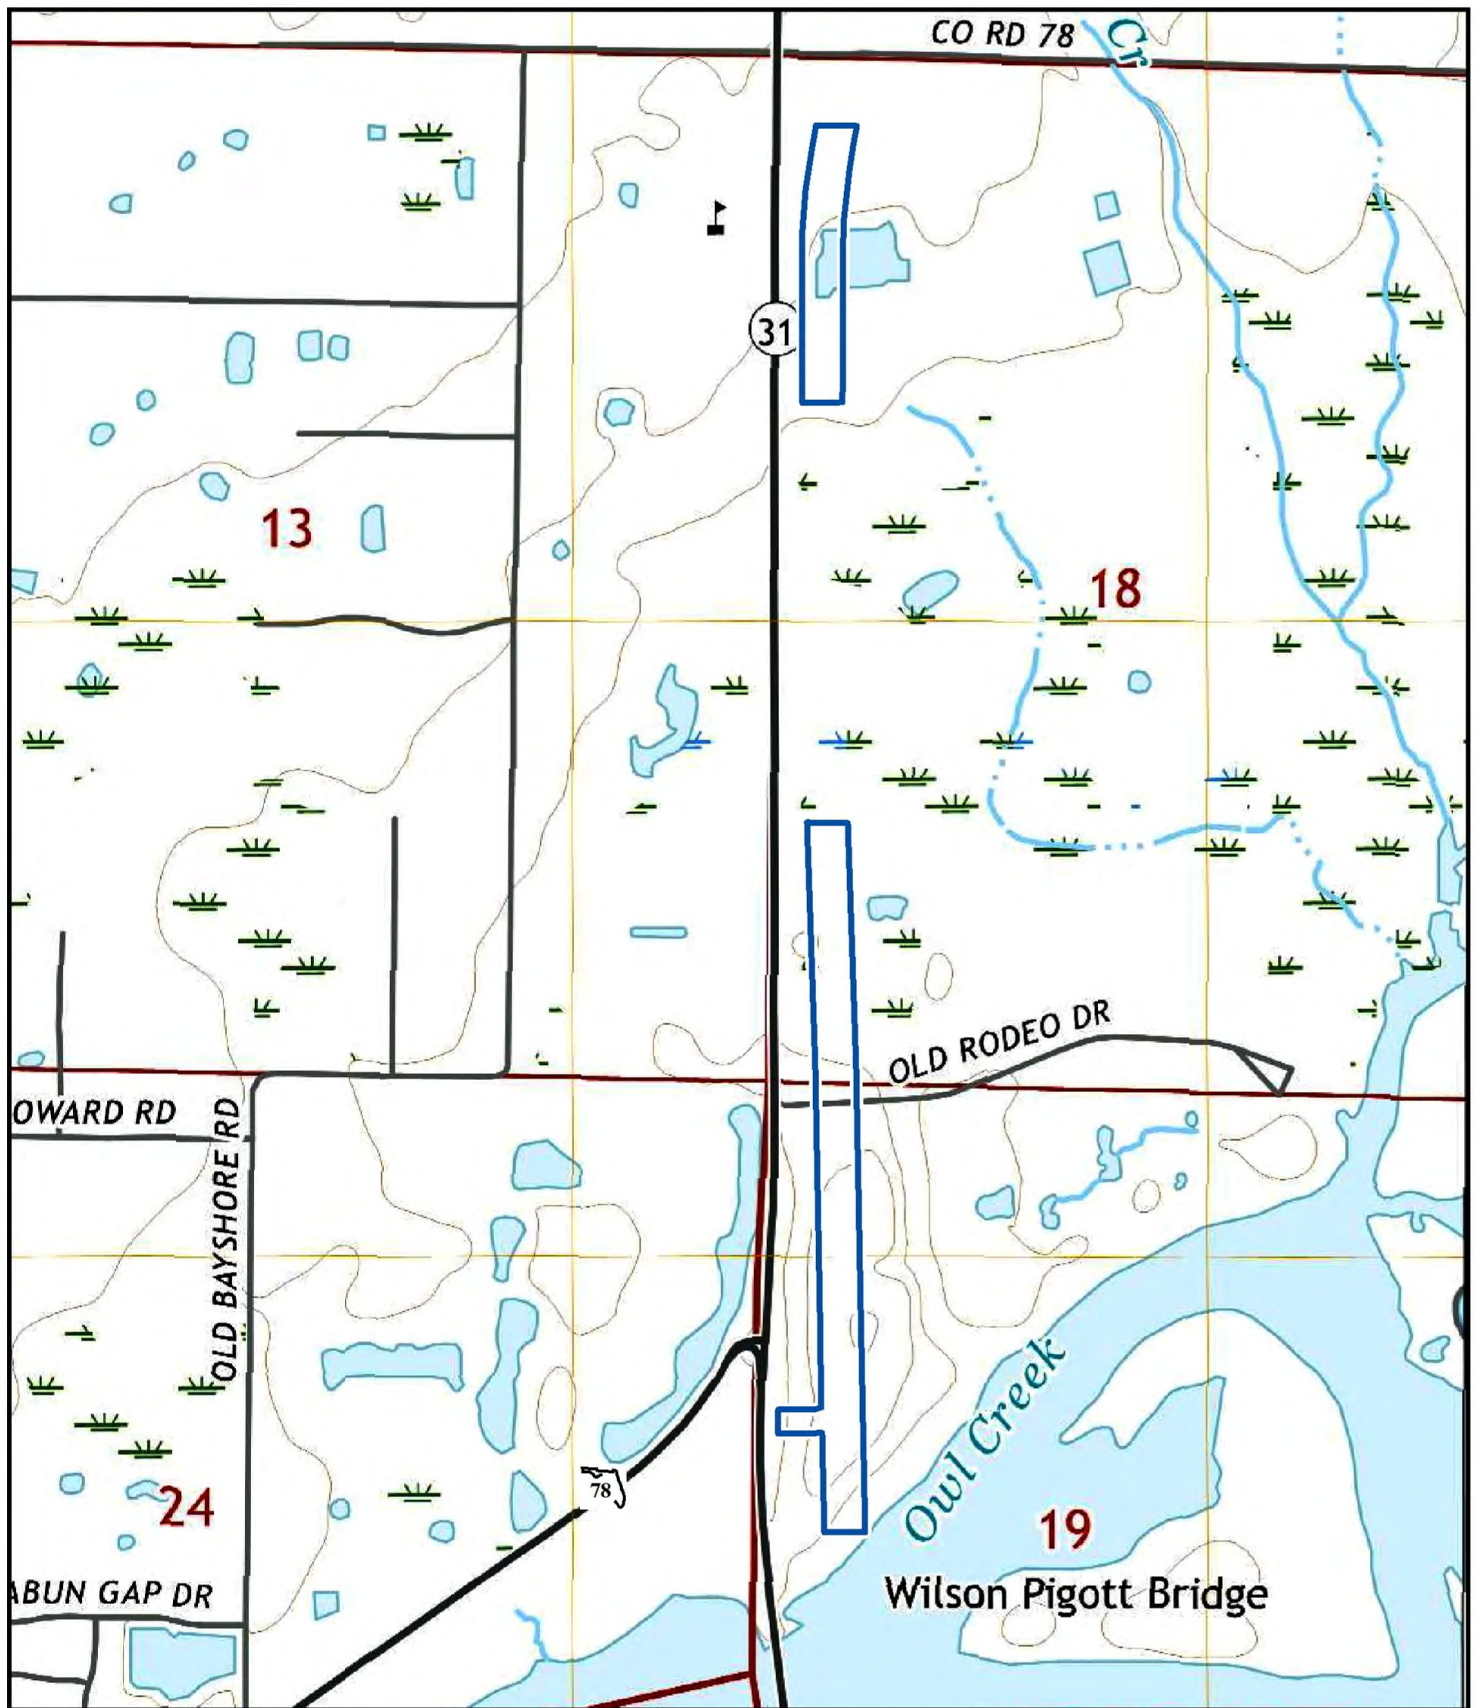 CO RD 78
Cr
31
13
18
OLD RODEO DR
OWARD RD
OLD BAYSHORE RD
Owl Creek
78
24
19
ABUN GAP DR
Wilson Pigott Bridge